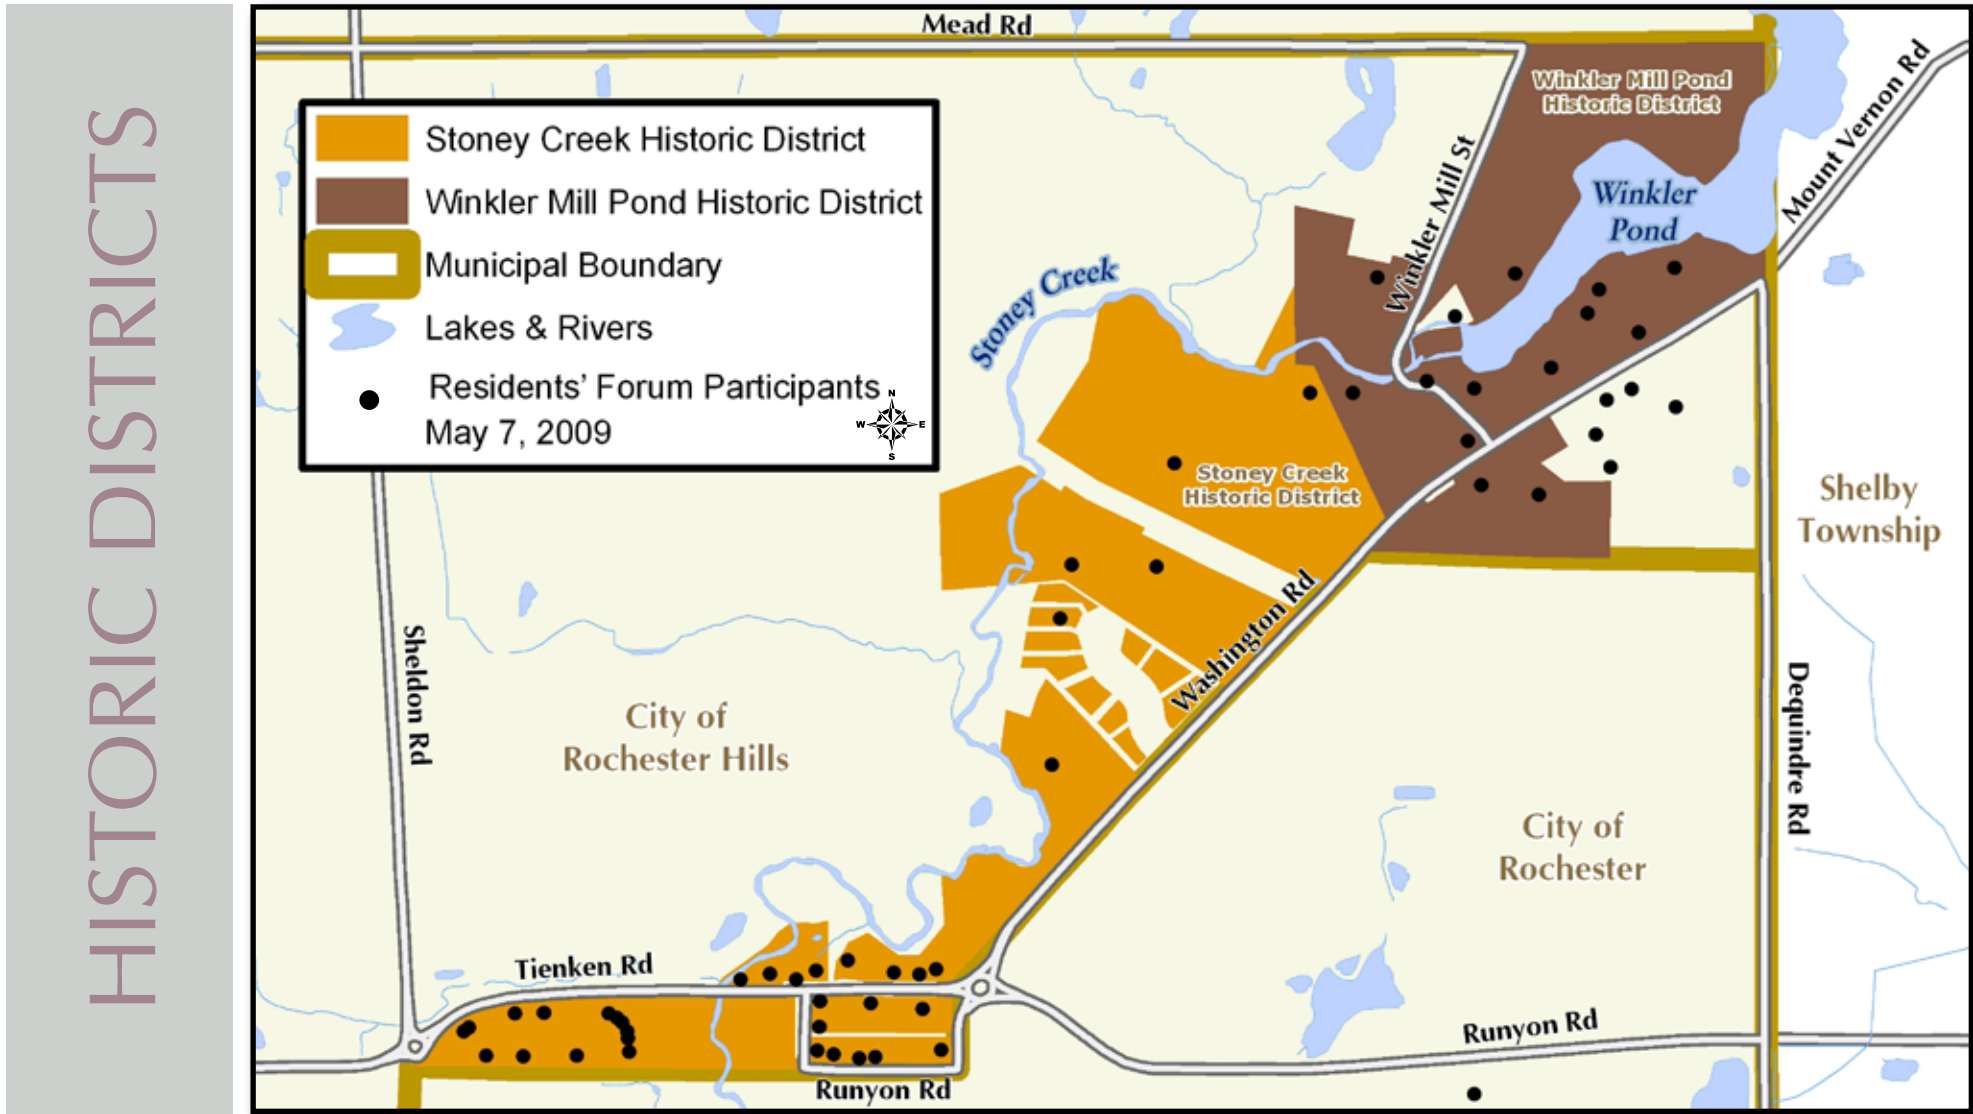 HISTORIC DISTRICTS
Mead Rd
Stoney Creek Historic District
Winkler Mill Pond Historic District
Municipal Boundary
Lakes & Rivers
Residents' Forum Participants
May 7, 2009
N
W
E
S
Winkler Mill Pond
Historic District
Mount Vernon Rd
Winkler Mill St
Winkler
Pond
Stoney Creek
Stoney Creek
Historic District
Shelby
Township
Washington Rd
Sheldon Rd
City of
Rochester Hills
Dequindre Rd
City of
Rochester
Tienken Rd
Runyon Rd
Runyon Rd